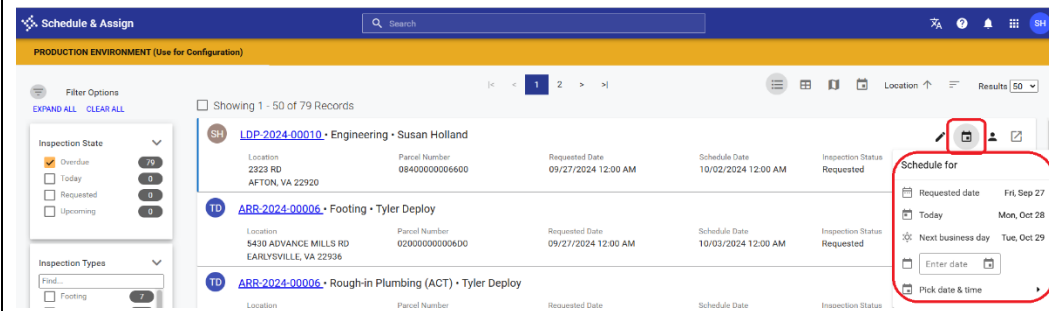 Schedule & Assign
Search
SH
PRODUCTION ENVIRONMENT (Use for Configuration)
Filter Options
EXPAND ALL CLEAR ALL
|< < 1 2 > >|
Location Results 50
Showing 1 - 50 of 79 Records
Inspection State
Overdue 79
Today 0
Requested 0
Upcoming 0
Inspection Types
Find...
Footing 7
SH LDP-2024-00010 • Engineering • Susan Holland
Location Parcel Number Requested Date Schedule Date Inspection Status
2323 RD 08400000006600 09/27/2024 12:00 AM 10/02/2024 12:00 AM Requested
AFTON, VA 22920
TD ARR-2024-00006 • Footing • Tyler Deploy
Location Parcel Number Requested Date Schedule Date Inspection Status
5430 ADVANCE MILLS RD 020000000006D0 09/27/2024 12:00 AM 10/03/2024 12:00 AM Requested
EARLYSVILLE, VA 22936
TD ARR-2024-00006 • Rough-in Plumbing (ACT) • Tyler Deploy
Location Parcel Number Requested Date Schedule Date Inspection Status
Schedule for
Requested date Fri, Sep 27
Today Mon, Oct 28
Next business day Tue, Oct 29
Enter date
Pick date & time